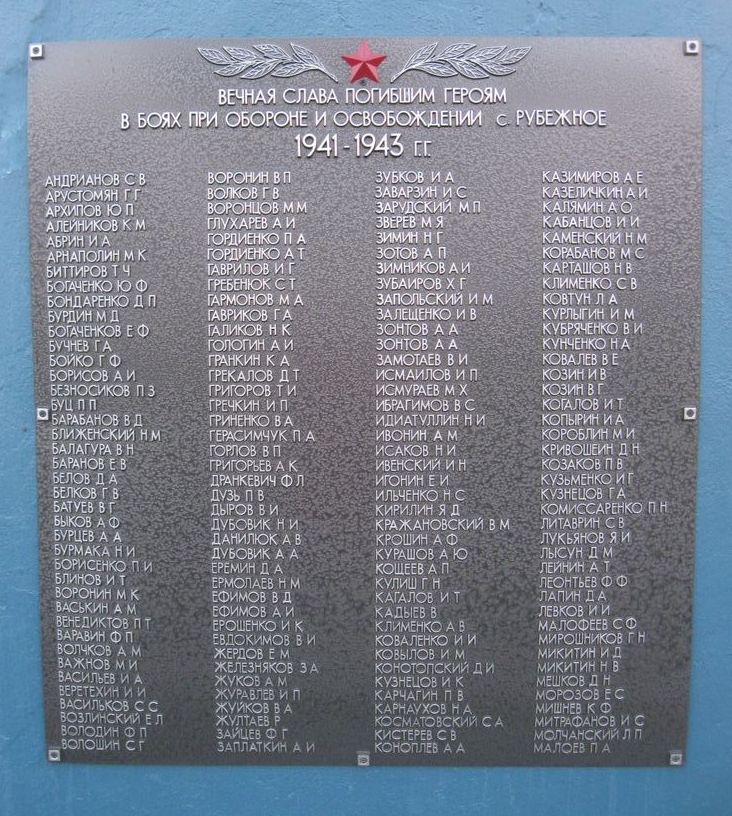 ВЕЧНАЯ СЛАВА ПОГИБШИМ ГЕРОЯМ
В БОЯХ ПРИ ОБОРОНЕ И ОСВОБОЖДЕНИИ С. РУБЕЖНОЕ
1941-1943 Г.Г.
АНДРИАНОВ С В
АРУСТОМЯН Г Г
АРХИПОВ Ю П
АЛЕЙНИКОВ К М
АБРИН И А
АРНАПОЛИН М К
БИТТИРОВ Т Ч
БОГАЧЕНКО Ю Ф
БОНДАРЕНКО Д П
БУРДИН М Д
БОГАЧЕНКОВ Е Ф
БУЧНЕВ Г А
БОЙКО Г Ф
БОРИСОВ А И
БЕЗНОСИКОВ П З
БУЦ П П
БАРАБАНОВ В Д
БЛИЖЕНСКИЙ Н М
БАЛАГУРА В Н
БАРАНОВ Е В
БЕЛОВ Д А
БЕЛКОВ Г В
БАТУЕВ В Г
БЫКОВ А Ф
БУРЦЕВ А А
БУРМАКА Н И
БОРИСЕНКО П И
БЛИНОВ И Т
ВОРОНИН М К
ВАСЬКИН А М
ВЕНЕДИКТОВ П Т
ВАРАВИН Ф П
ВОЛЧКОВ А М
ВАЖНОВ М И
ВАСИЛЬЕВ И А
ВЕРЕТЕХИН И И
ВАСИЛЬКОВ С С
ВОЗЛИНСКИЙ Е Л
ВОЛОДИН Ф П
ВОЛОШИН С Г
ВОРОНИН В П
ВОЛКОВ Г В
ВОРОНЦОВ М М
ГЛУХАРЕВ А И
ГОРДИЕНКО П А
ГОРДИЕНКО А Т
ГАВРИЛОВ И Г
ГРЕБЕНЮК С Т
ГАРМОНОВ М А
ГАВРИКОВ Г А
ГАЛИКОВ Н К
ГОЛОГИН А И
ГРАНКИН К А
ГРЕКАЛОВ Д Т
ГРИГОРОВ Т И
ГРЕЧКИН И П
ГРИНЕНКО В А
ГЕРАСИМЧУК П А
ГОРЛОВ В П
ГРИГОРЬЕВ А К
ДРАНКЕВИЧ Ф Л
ДУЗЬ П В
ДЫРОВ В И
ДУБОВИК Н И
ДАНИЛЮК А В
ДУБОВИК А А
ЕРЕМИН Д А
ЕРМОЛАЕВ Н М
ЕФИМОВ В Д
ЕФИМОВ А И
ЕРОШЕНКО И К
ЕВДОКИМОВ В И
ЖЕРДОВ Е М
ЖЕЛЕЗНЯКОВ З А
ЖУКОВ А М
ЖУРАВЛЕВ И П
ЖУЙКОВ В А
ЖУЛТАЕВ Р
ЗАЙЦЕВ Ф Г
ЗАПЛАТКИН А И
ЗУБКОВ И А
ЗАВАРЗИН И С
ЗАРУДСКИЙ М П
ЗВЕРЕВ М Я
ЗИМИН Н Г
ЗОТОВ А П
ЗИМНИКОВ А И
ЗУБАИРОВ Х Г
ЗАПОЛЬСКИЙ И М
ЗАЛЕЩЕНКО И В
ЗОНТОВ А А
ЗОНТОВ А А
ЗАМОТАЕВ В И
ИСМАИЛОВ И П
ИСМУРАЕВ М Х
ИБРАГИМОВ В С
ИДИАТУЛЛИН Н И
ИВОНИН А М
ИСАКОВ Н И
ИВЕНСКИЙ И Н
ИГОНИН Е И
ИЛЬЧЕНКО Н С
КИРИЛИН Я Д
КРАЖАНОВСКИЙ В М
КРОШИН А Ф
КУРАШОВ А Ю
КОЩЕЕВ А П
КУЛИШ Г Н
КАГАЛОВ И Т
КАДЫЕВ В
КЛИМЕНКО А В
КОВАЛЕНКО И И
КОВЫЛОВ И М
КОНОТОПСКИЙ Д И
КУЗНЕЦОВ И К
КАРЧАГИН П В
КАРНАУХОВ Н А
КОСМАТОВСКИЙ С А
КИСТЕРЕВ С В
КОНОПЛЕВ А А
КАЗИМИРОВ А Е
КАЗЕЛИЧКИН А И
КАЛЯМИН А О
КАБАНЦОВ И И
КАМЕНСКИЙ Н М
КОРАБАНОВ М С
КАРТАШОВ Н В
КЛИМЕНКО С В
КОВТУН Л А
КУРЛЫГИН И М
КУБРЯЧЕНКО В И
КУНЧЕНКО Н А
КОВАЛЕВ В Е
КОЗИН И В
КОЗИН В Г
КОГАЛОВ И Т
КОПЫРИН И А
КОРОБЛИН М И
КРИВОШЕИН Д Н
КОЗАКОВ П В
КУЗЬМЕНКО И Г
КУЗНЕЦОВ Г А
КОМИССАРЕНКО П Н
ЛИТАВРИН С В
ЛУКЬЯНОВ Я И
ЛЫСУН Д М
ЛЕЙНИН А Т
ЛЕОНТЬЕВ Ф Ф
ЛАПИН Д А
ЛЕВКОВ И И
МАЛОФЕЕВ С Ф
МИРОШНИКОВ Г Н
МИКИТИН И Д
МИКИТИН Н В
МЕШКОВ Д Н
МОРОЗОВ Е С
МИШНЕВ К Ф
МИТРАФАНОВ И С
МОЛЧАНСКИЙ Л П
МАЛОЕВ П А